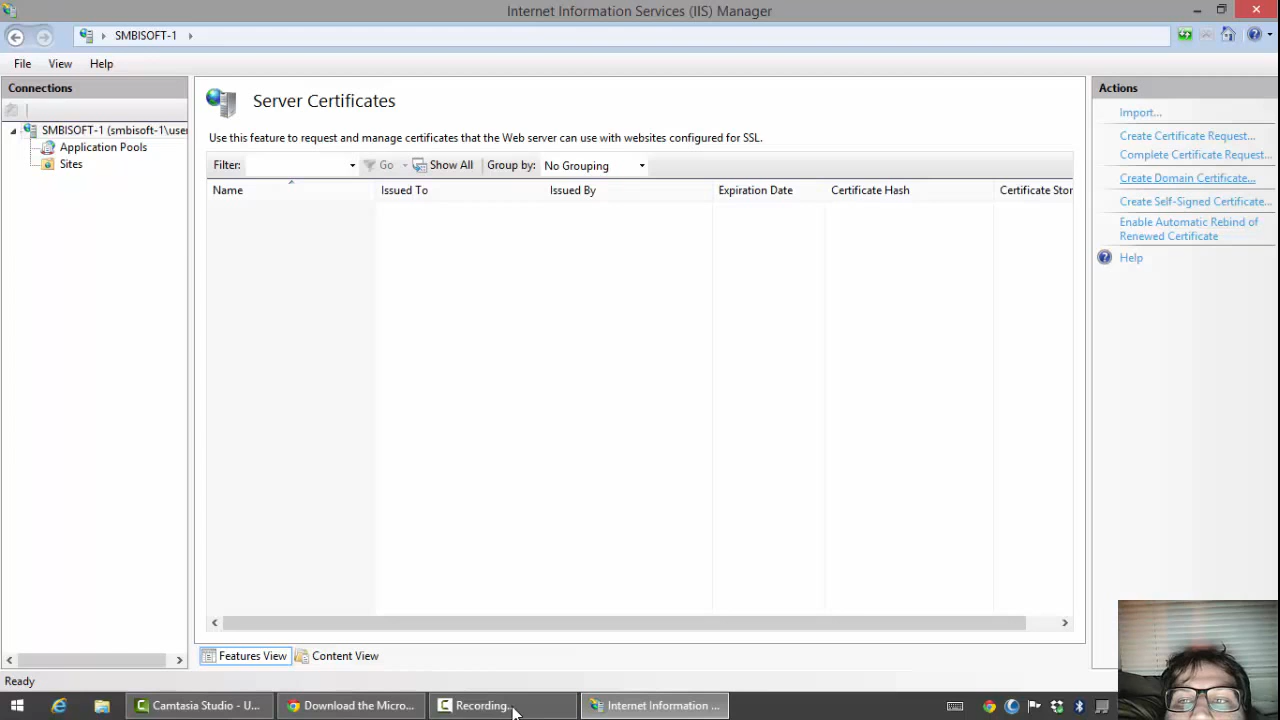 Internet Information Services (IIS) Manager
SMBISOFT-1
File View Help
Connections
SMBISOFT-1 (smbisoft-1\use
Application Pools
Sites
Server Certificates
Use this feature to request and manage certificates that the Web server can use with websites configured for SSL.
Filter: Go Show All Group by: No Grouping
Name Issued To Issued By Expiration Date Certificate Hash Certificate Stor
Features View Content View
Actions
Import...
Create Certificate Request...
Complete Certificate Request...
Create Domain Certificate...
Create Self-Signed Certificate...
Enable Automatic Rebind of
Renewed Certificate
Help
Ready
Camtasia Studio - U... Download the Micro... Recording... Internet Information ...